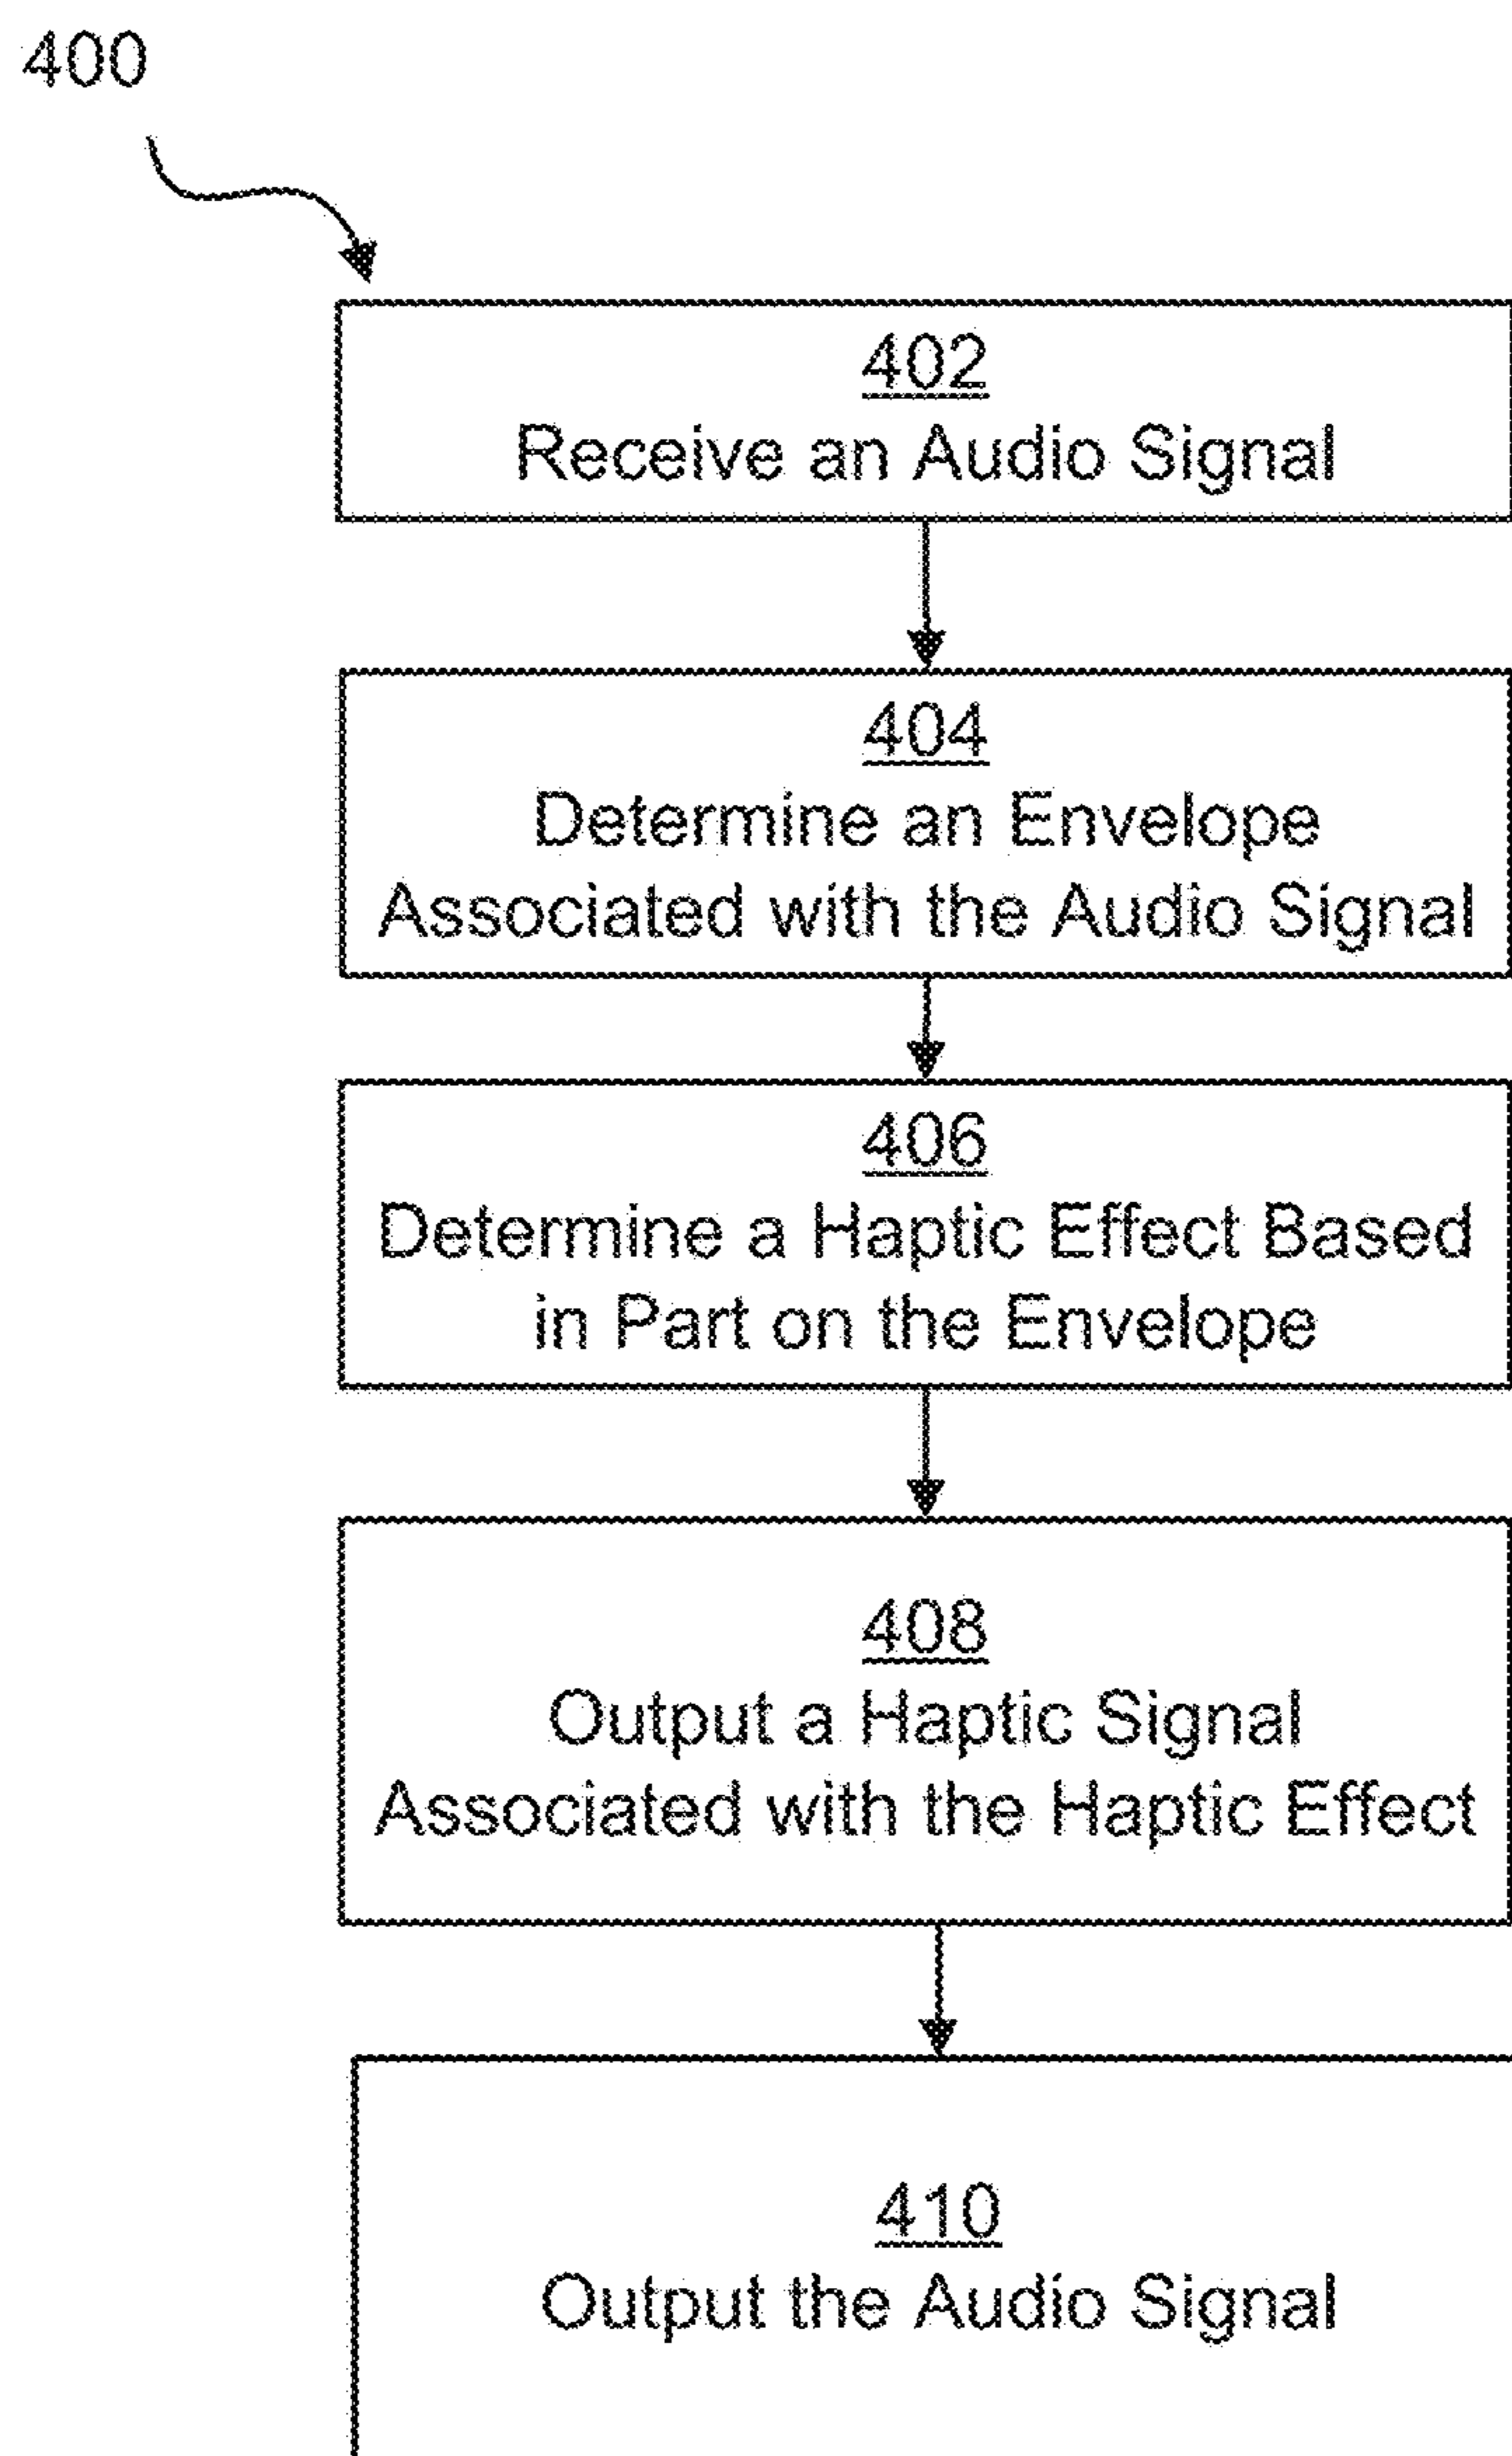 400
402
Receive an Audio Signal
404
Determine an Envelope
Associated with the Audio Signal
406
Determine a Haptic Effect Based
in Part on the Envelope
408
Output a Haptic Signal
Associated with the Haptic Effect
410
Output the Audio Signal